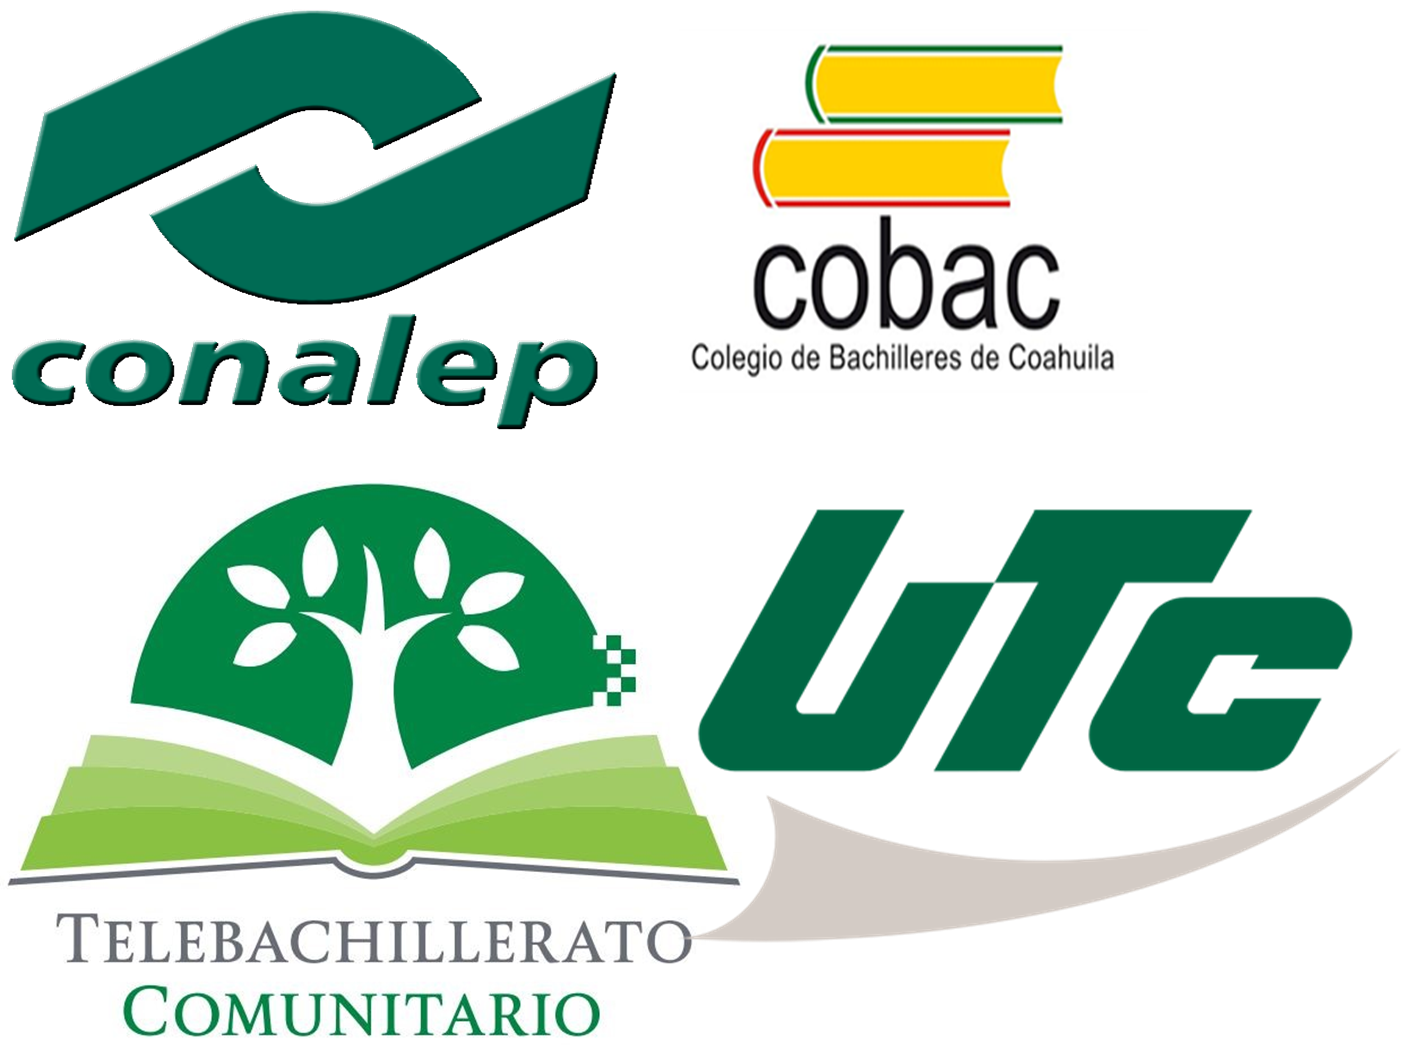 conalep
cobac
Colegio de Bachilleres de Coahuila
UTC
TELEBACHILLERATO
COMUNITARIO